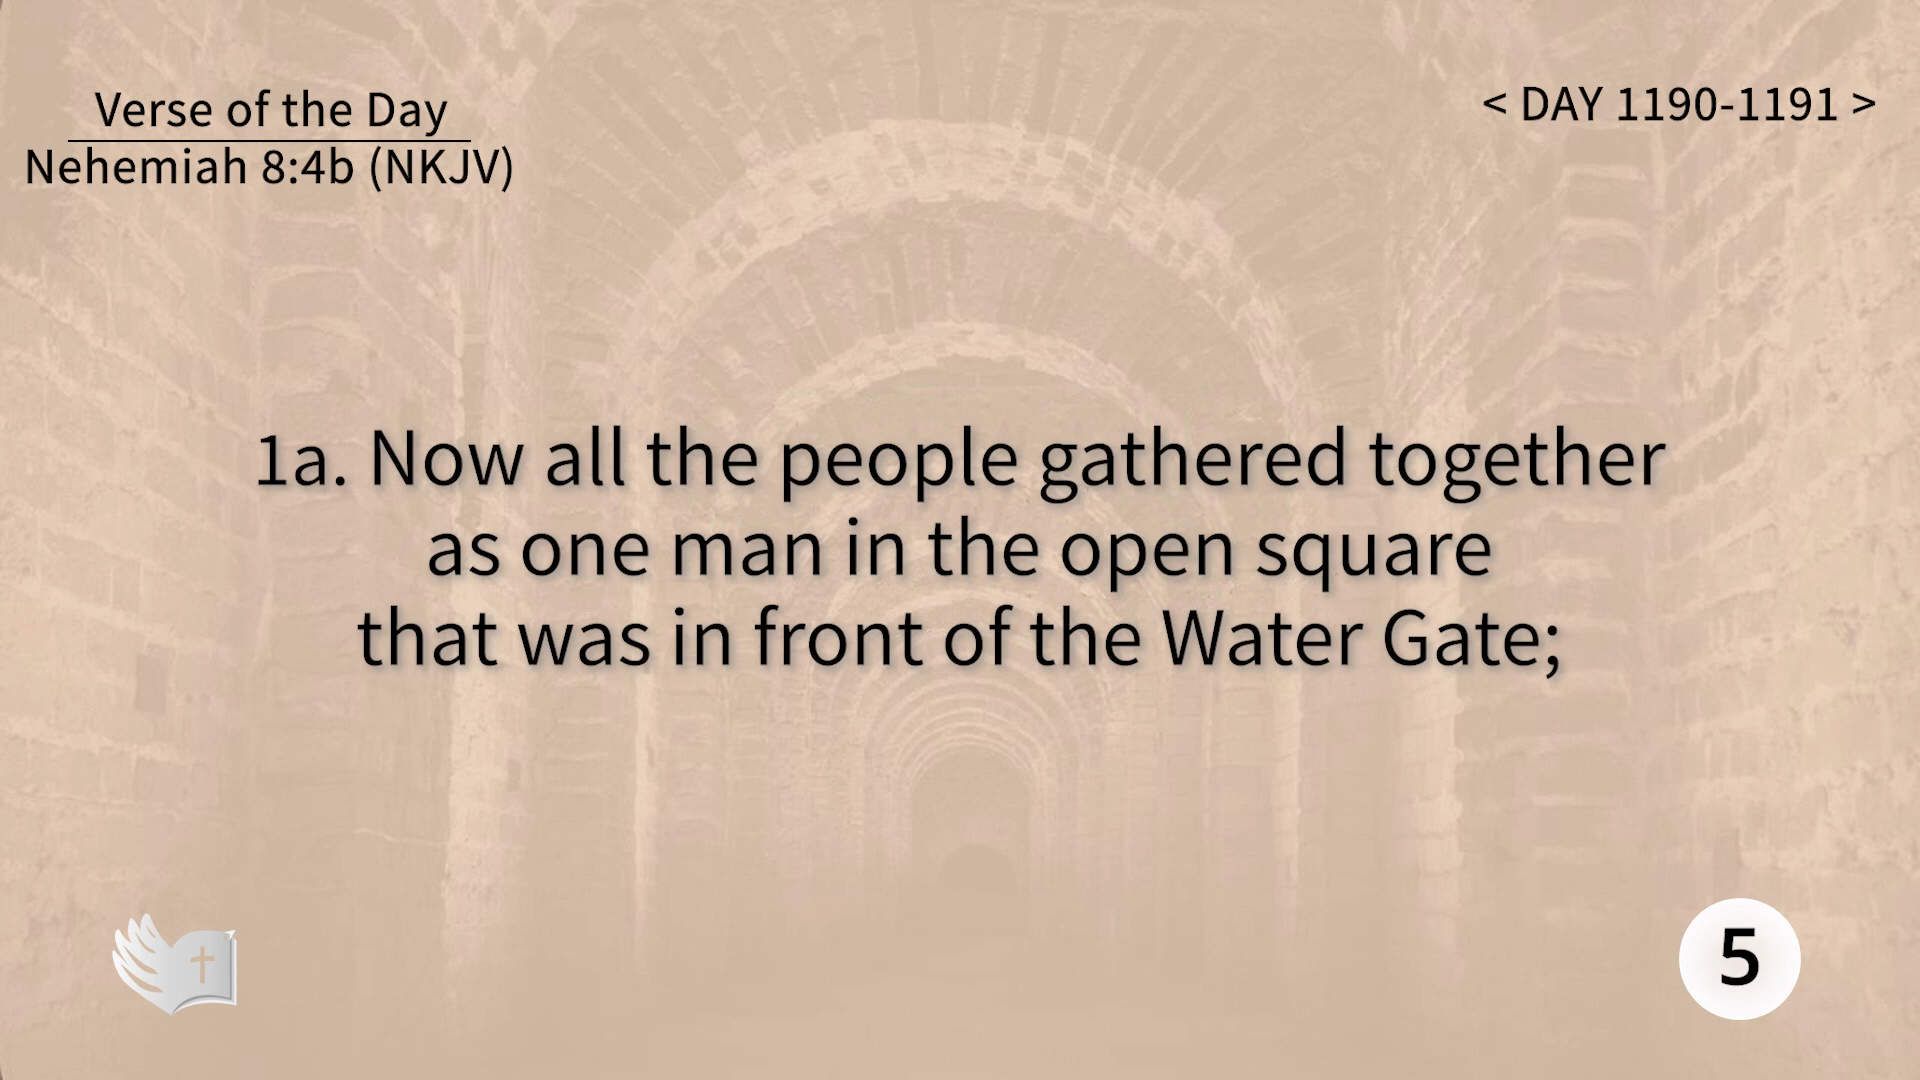 Verse of the Day
Nehemiah 8:4b (NKJV)
< DAY 1190-1191 >
1a. Now all the people gathered together
as one man in the open square
that was in front of the Water Gate;
5